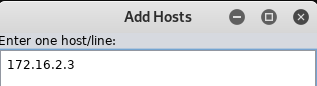 Add Hosts
Enter one host/line:
172.16.2.3